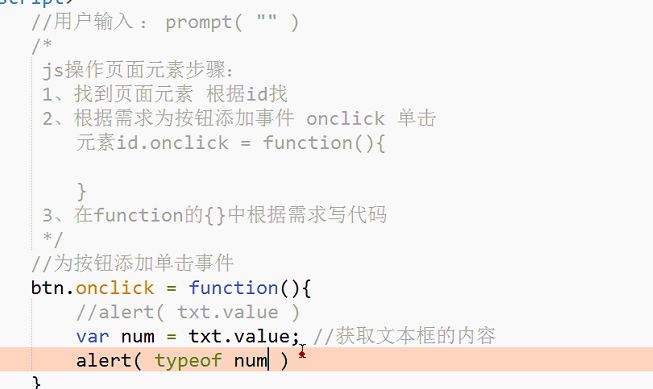 script>
//用户输入 : prompt( "" )
/*
js操作页面元素步骤:
1、找到页面元素 根据id找
2、根据需求为按钮添加事件 onclick 单击
元素id.onclick = function(){
}
3、在function的{}中根据需求写代码
*/
//为按钮添加单击事件
btn.onclick = function(){
//alert( txt.value )
var num = txt.value; //获取文本框的内容
alert( typeof num )
}